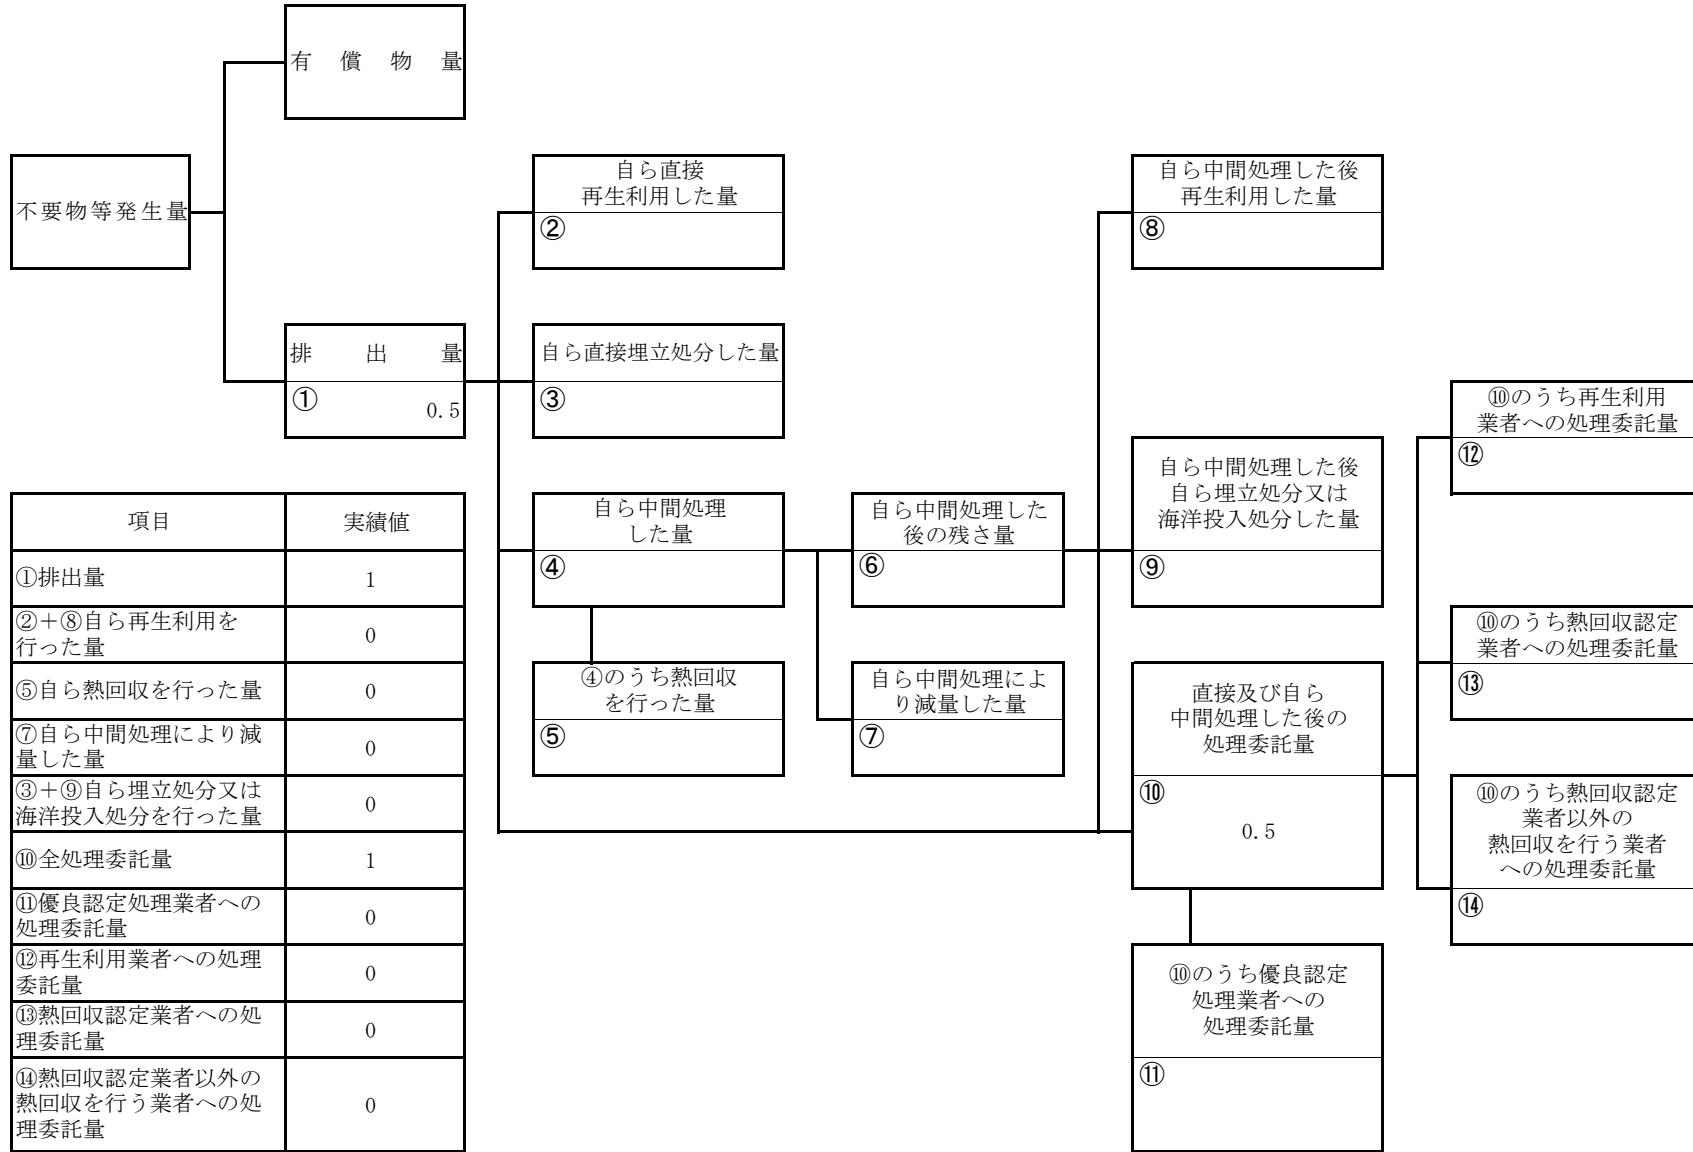 有償物量
不要物等発生量
排出量
①
0.5
自ら直接
再生利用した量
②
自ら直接埋立処分した量
③
自ら中間処理
した量
④
④のうち熱回収
を行った量
⑤
自ら中間処理した
後の残さ量
⑥
自ら中間処理によ
り減量した量
⑦
自ら中間処理した後
再生利用した量
⑧
自ら中間処理した後
自ら埋立処分又は
海洋投入処分した量
⑨
直接及び自ら
中間処理した後の
処理委託量
⑩
0.5
⑩のうち優良認定
処理業者への
処理委託量
⑪
⑩のうち再生利用
業者への処理委託量
⑫
⑩のうち熱回収認定
業者への処理委託量
⑬
⑩のうち熱回収認定
業者以外の
熱回収を行う業者
への処理委託量
⑭
項目 実績値
①排出量 1
②＋⑧自ら再生利用を
行った量 0
⑤自ら熱回収を行った量 0
⑦自ら中間処理により減
量した量 0
③＋⑨自ら埋立処分又は
海洋投入処分を行った量 0
⑩全処理委託量 1
⑪優良認定処理業者への
処理委託量 0
⑫再生利用業者への処理
委託量 0
⑬熱回収認定業者への処
理委託量 0
⑭熱回収認定業者以外の
熱回収を行う業者への処 0
理委託量